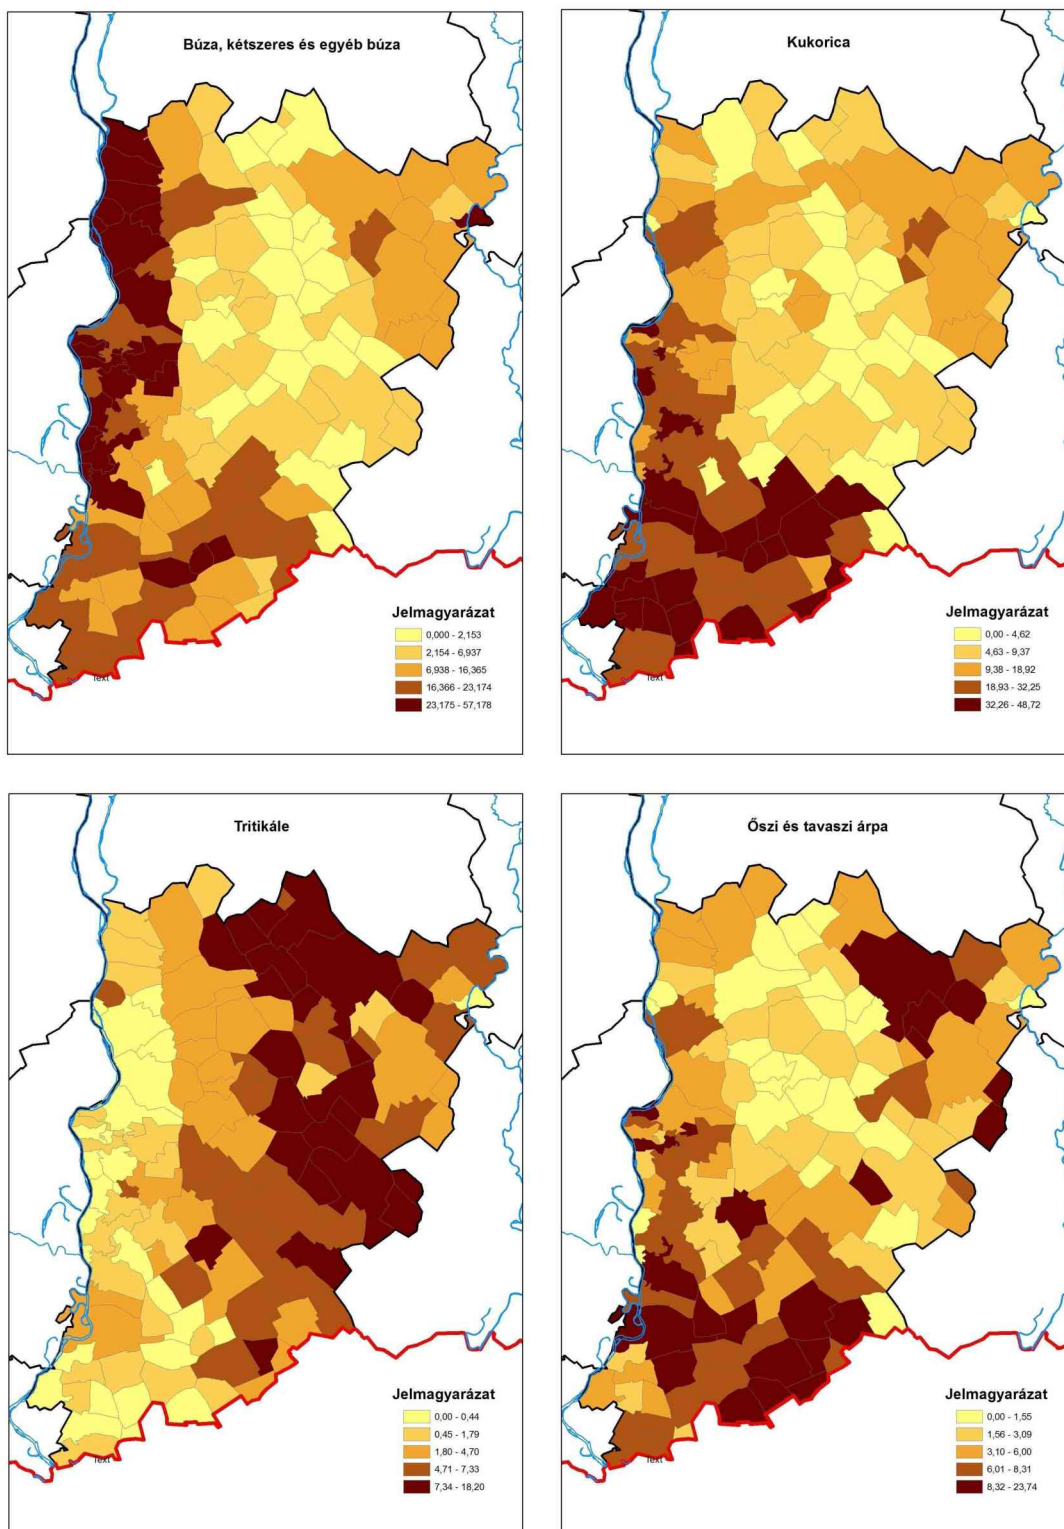 Búza, kétszeres és egyéb búza
Jelmagyarázat
0,000 - 2,153
2,154 - 6,937
6,938 - 16,365
16,366 - 23,174
23,175 - 57,178
Text
Kukorica
Jelmagyarázat
0,00 - 4,62
4,63 - 9,37
9,38 - 18,92
18,93 - 32,25
32,26 - 48,72
Text
Tritikále
Jelmagyarázat
0,00 - 0,44
0,45 - 1,79
1,80 - 4,70
4,71 - 7,33
7,34 - 18,20
Text
Őszi és tavaszi árpa
Jelmagyarázat
0,00 - 1,55
1,56 - 3,09
3,10 - 6,00
6,01 - 8,31
8,32 - 23,74
Text